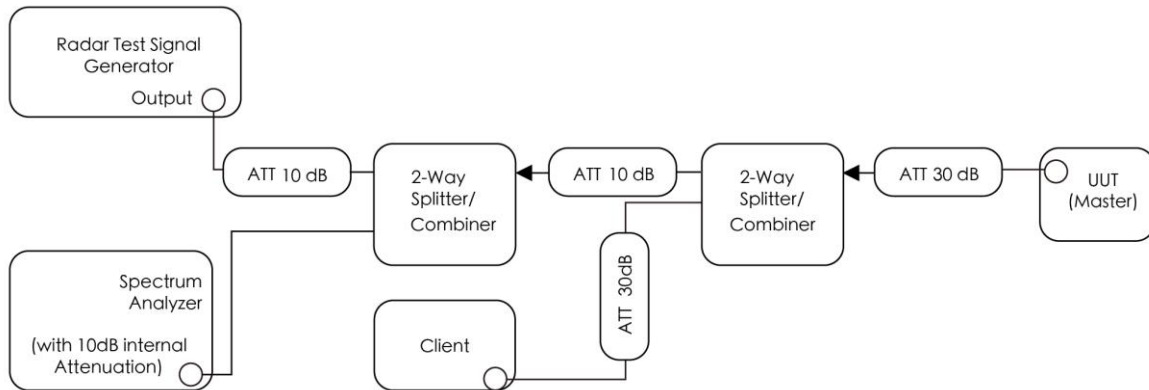 Radar Test Signal
Generator
Output
ATT 10 dB
2-Way
Splitter/
Combiner
ATT 10 dB
2-Way
Splitter/
Combiner
ATT 30 dB
UUT
(Master)
Spectrum
Analyzer
(with 10dB internal
Attenuation)
Client
ATT 30dB